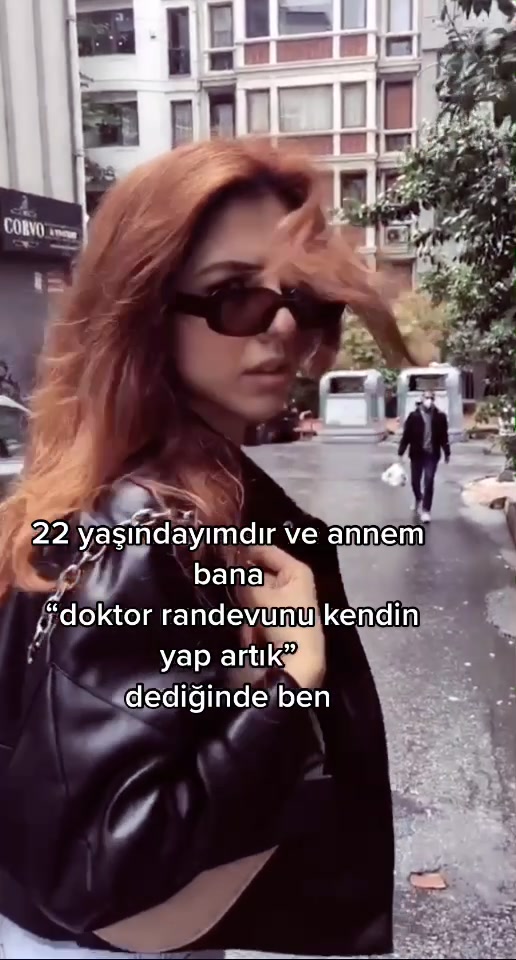 CORVO
22 yaşındayımdır ve annem
bana
“doktor randevunu kendin
yap artık”
dediğinde ben